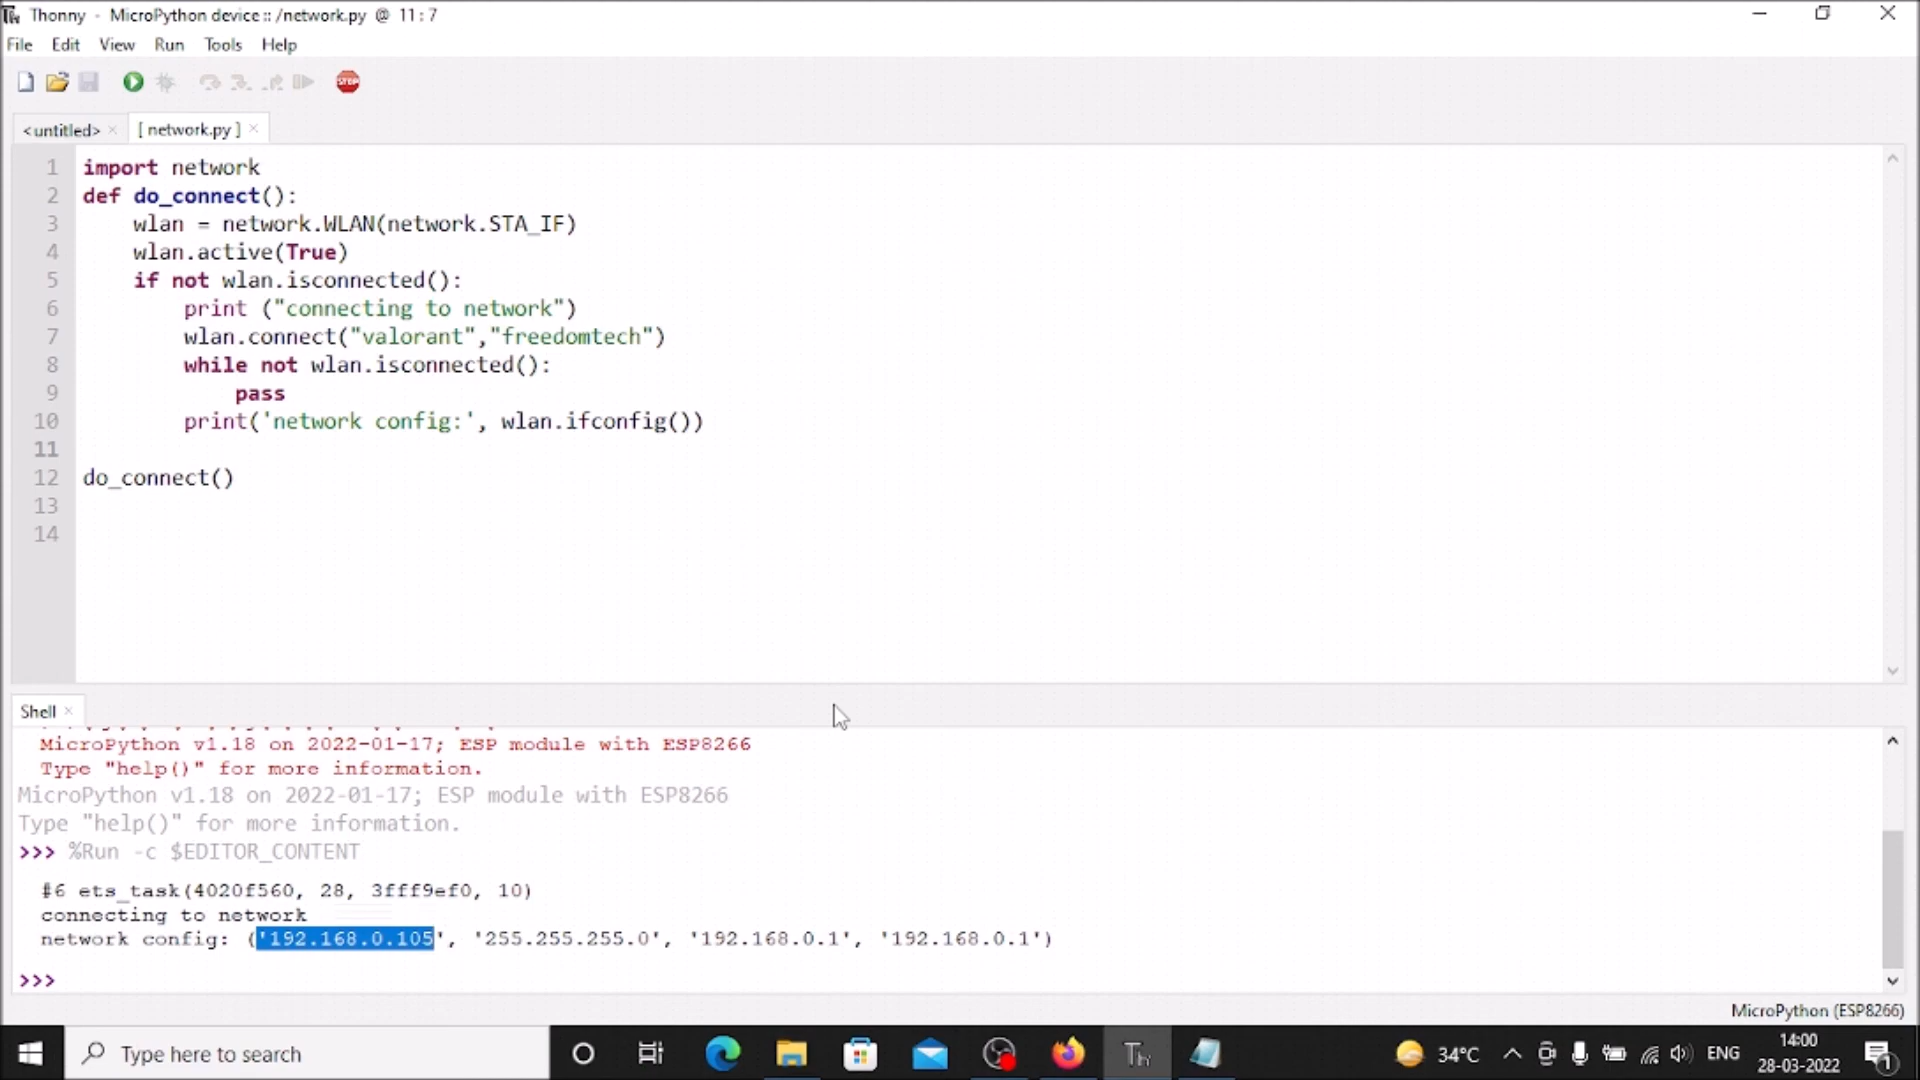 Thonny - MicroPython device :: /network.py @ 11 : 7
File Edit View Run Tools Help
STOP
<untitled> × [ network.py ] ×
1 import network
2 def do_connect():
3     wlan = network.WLAN(network.STA_IF)
4     wlan.active(True)
5     if not wlan.isconnected():
6         print ("connecting to network")
7         wlan.connect("valorant","freedomtech")
8         while not wlan.isconnected():
9             pass
10         print('network config:', wlan.ifconfig())
11
12 do_connect()
13
14
Shell ×
MicroPython v1.18 on 2022-01-17; ESP module with ESP8266
Type "help()" for more information.
MicroPython v1.18 on 2022-01-17; ESP module with ESP8266
Type "help()" for more information.
>>> %Run -c $EDITOR_CONTENT
#6 ets_task(4020f560, 28, 3fff9ef0, 10)
connecting to network
network config: ('192.168.0.105', '255.255.255.0', '192.168.0.1', '192.168.0.1')
>>>
MicroPython (ESP8266)
Type here to search
Th
34°C
ENG
14:00
28-03-2022
1